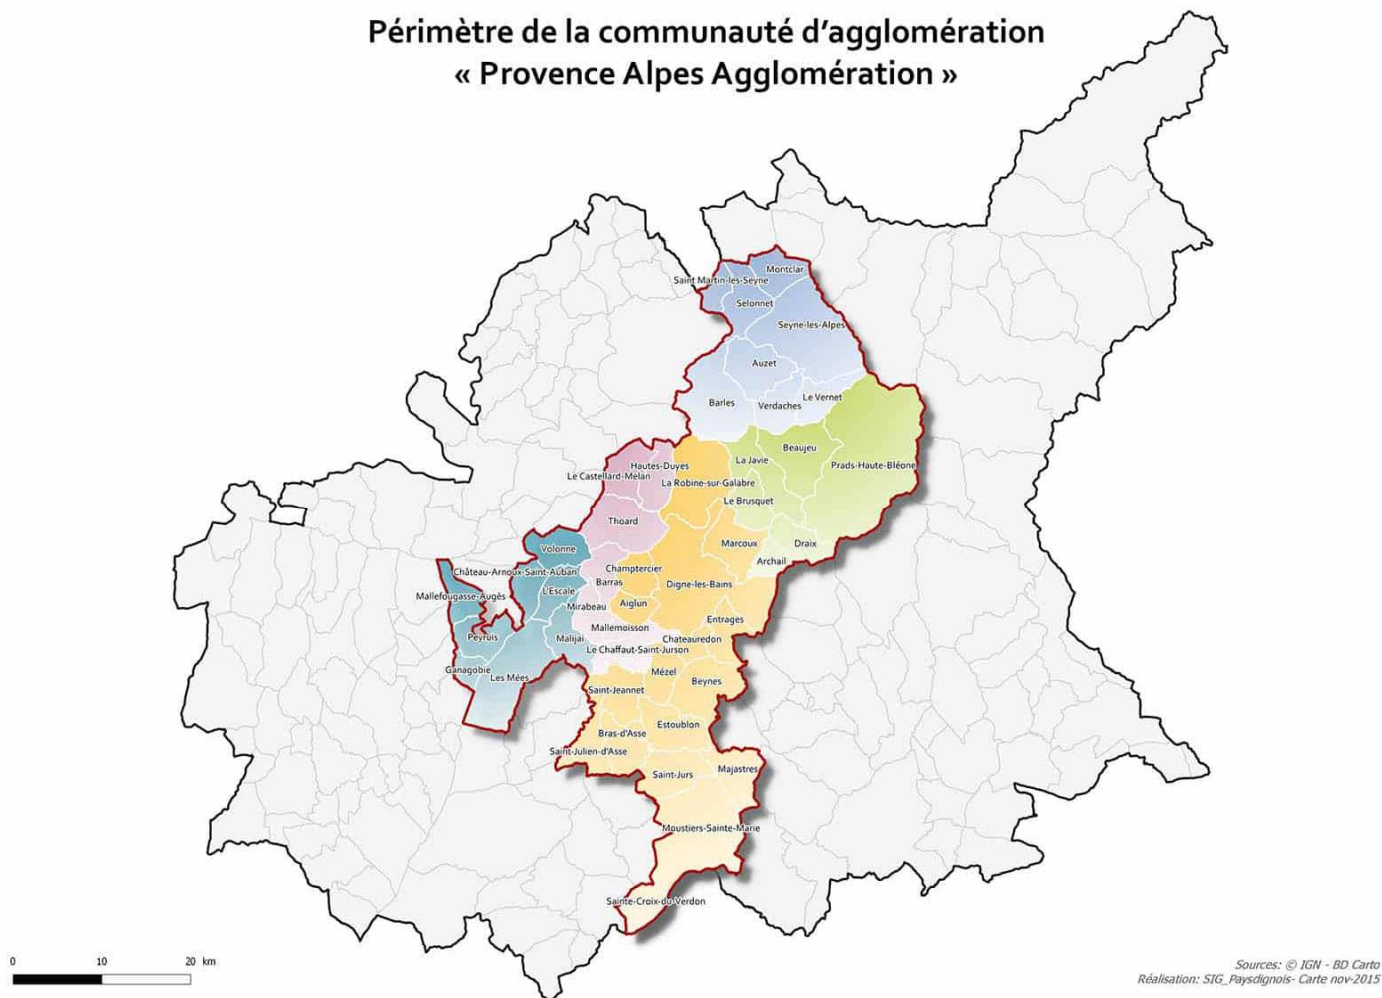 Périmètre de la communauté d'agglomération
« Provence Alpes Agglomération »
Montclar
Saint Martin-les-Seyne
Selonnet
Seyne-les-Alpes
Auzet
Le Vernet
Barles
Verdaches
Beaujeu
La Javie
Prads-Haute-Bléone
Hautes-Duyes
Le Castellard-Mélan
La Robine-sur-Galabre
Le Brusquet
Thoard
Marcoux
Draix
Volonne
Archail
Château-Arnoux-Saint-Auban
Champtercier
Barras
Digne-les-Bains
L'Escale
Mallefougasse-Augès
Mirabeau
Aiglun
Entrages
Mallemoisson
Peyruis
Malijai
Chateauredon
Le Chaffaut-Saint-Jurson
Ganagobie
Les Mées
Mézel
Beynes
Saint-Jeannet
Estoublon
Bras-d'Asse
Saint-Julien-d'Asse
Saint-Jurs
Majastres
Moustiers-Sainte-Marie
Sainte-Croix-du-Verdon
0 10 20 km
Sources: © IGN - BD Carto
Réalisation: SIG_Paysdignois- Carte nov-2015